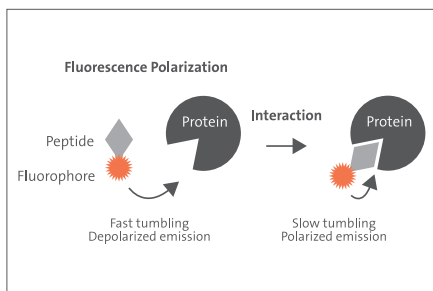 Fluorescence Polarization
Protein
Interaction
Protein
Peptide
Fluorophore
Fast tumbling
Depolarized emission
Slow tumbling
Polarized emission